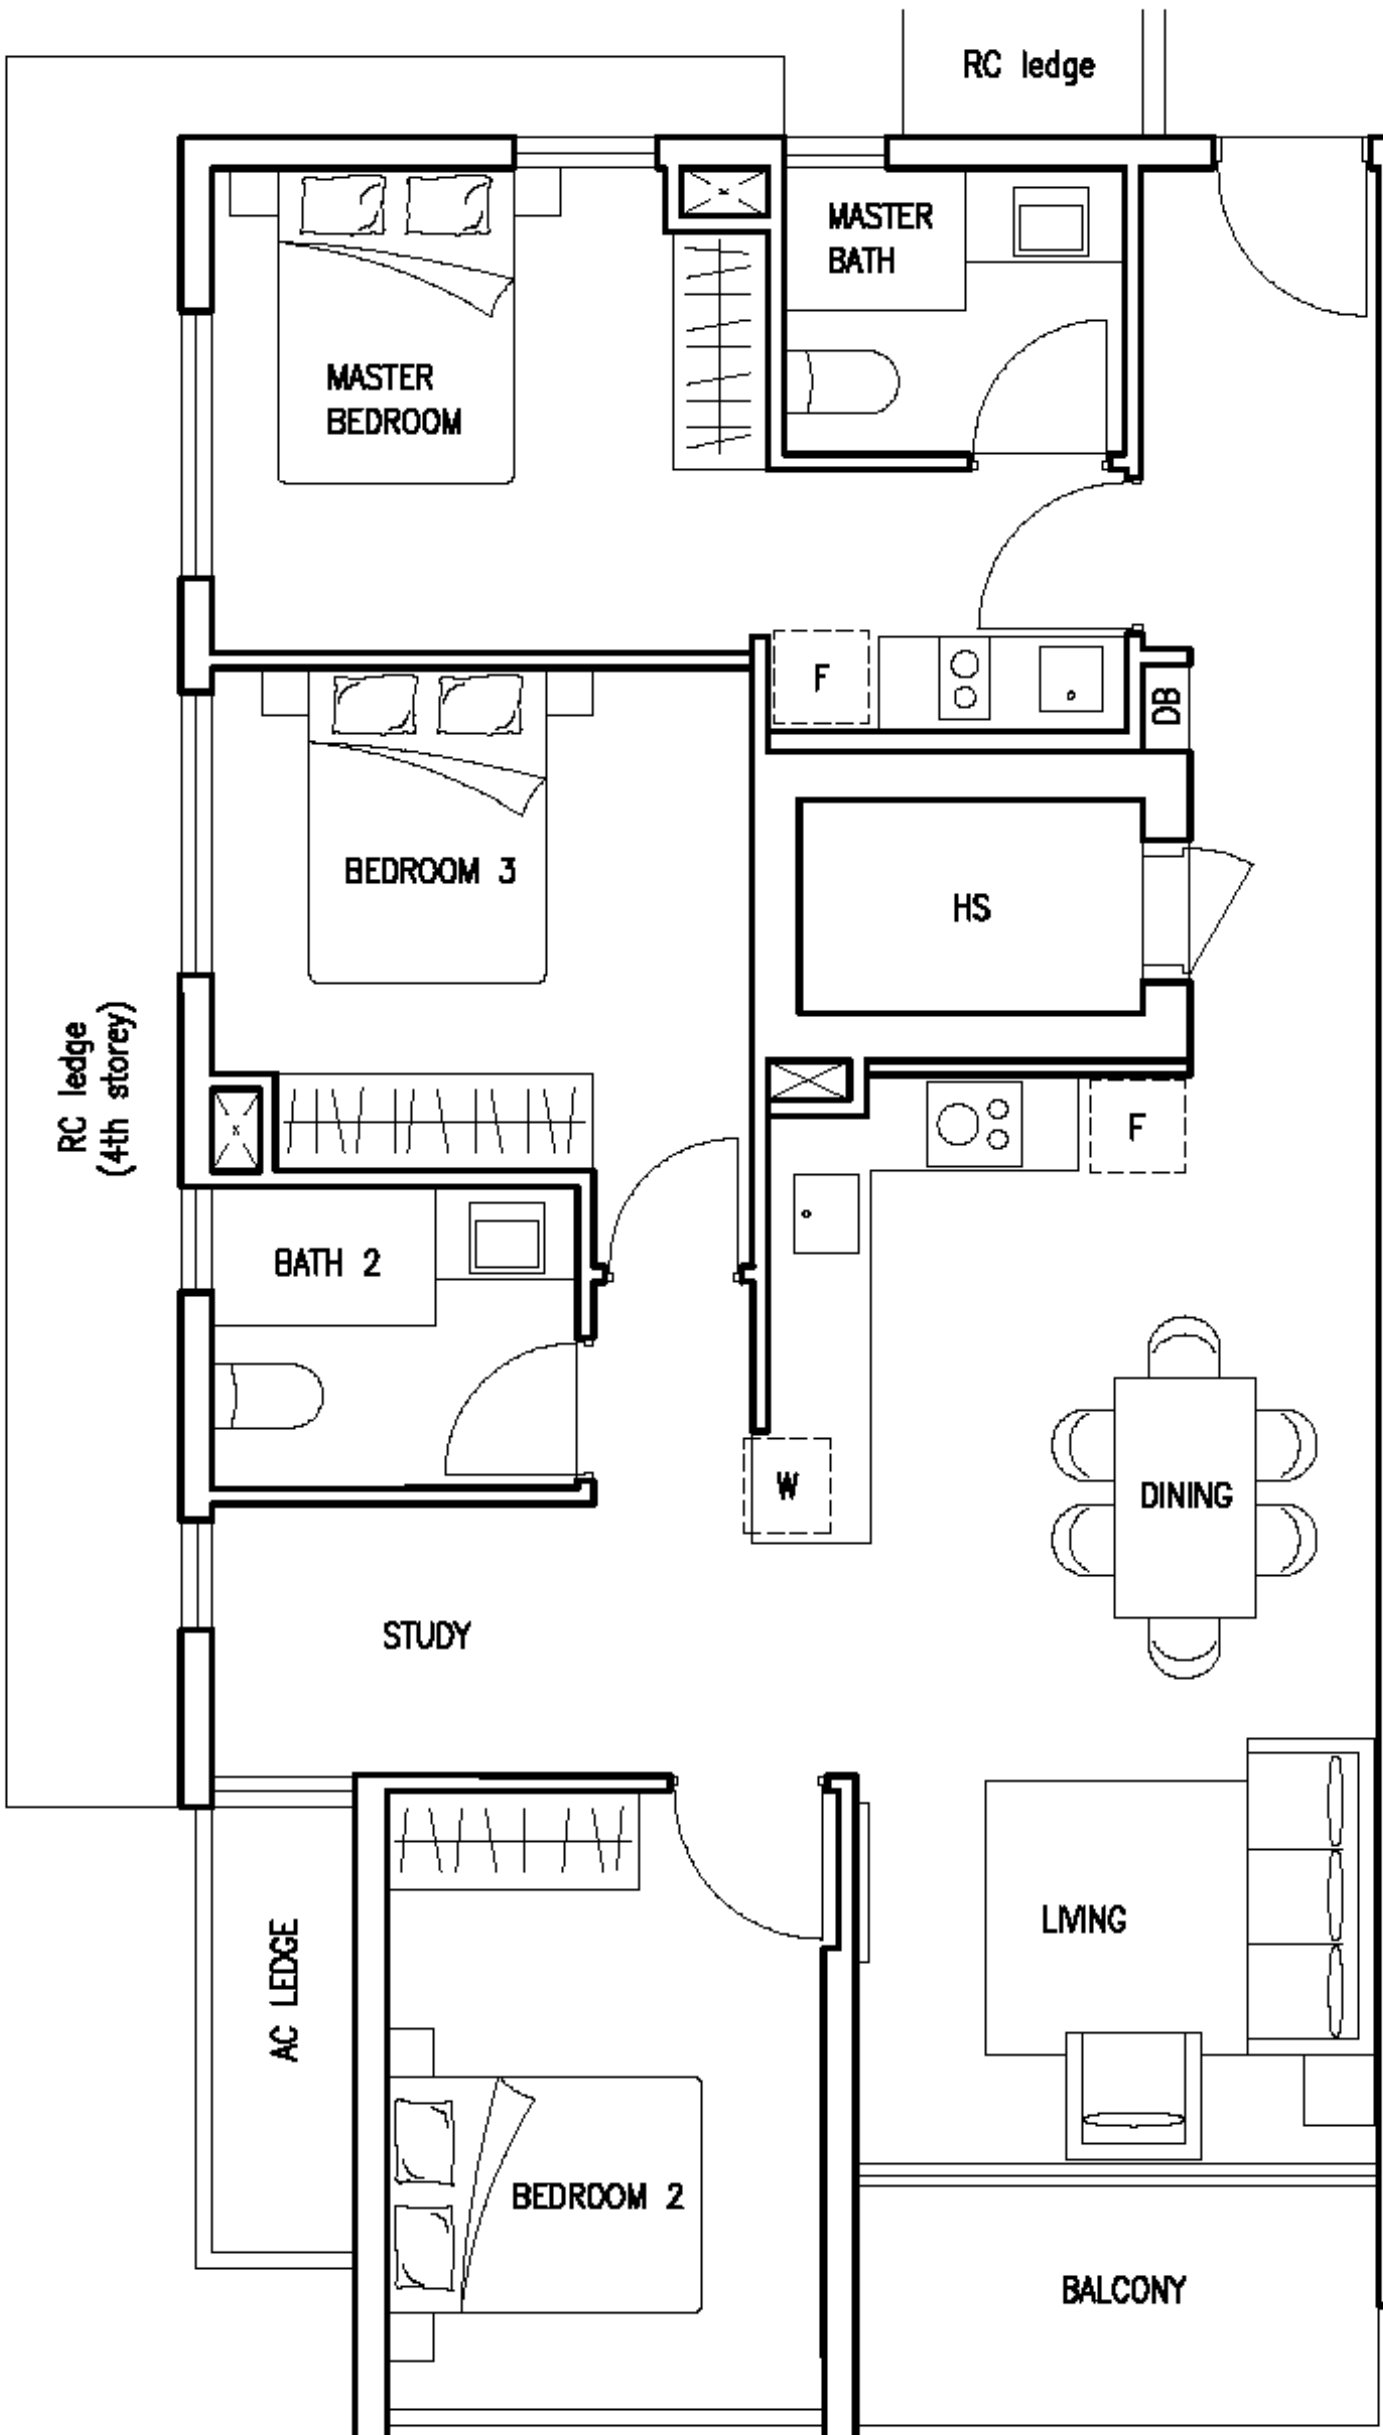 RC ledge
MASTER
BATH
MASTER
BEDROOM
F
DB
BEDROOM 3
HS
RC ledge
(4th storey)
F
BATH 2
W
DINING
STUDY
LIVING
AC LEDGE
BEDROOM 2
BALCONY